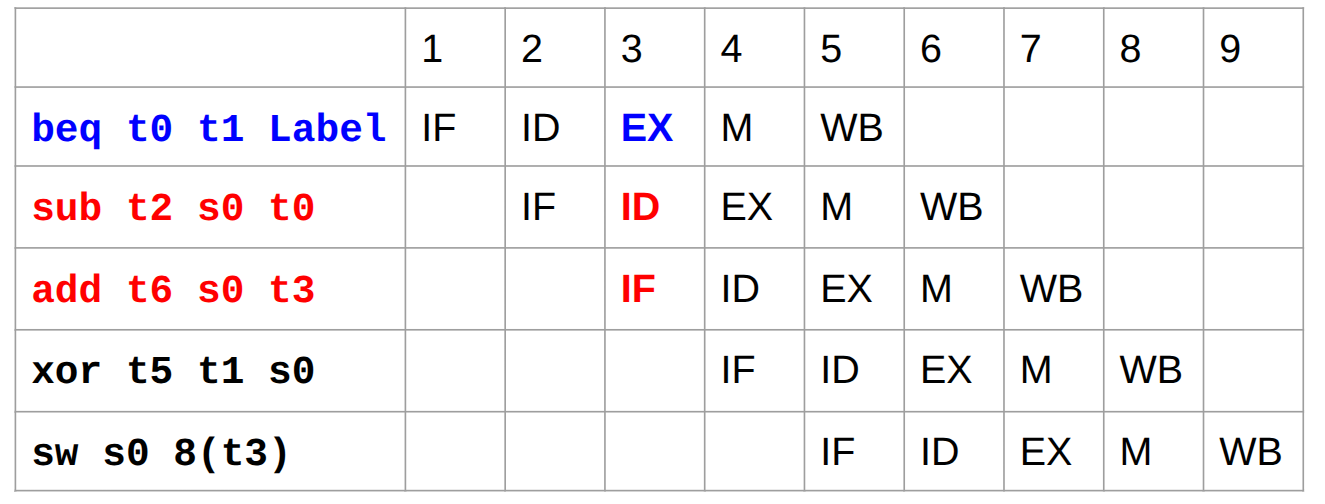 1 2 3 4 5 6 7 8 9
beq t0 t1 Label IF ID EX M WB
sub t2 s0 t0 IF ID EX M WB
add t6 s0 t3 IF ID EX M WB
xor t5 t1 s0 IF ID EX M WB
sw s0 8(t3) IF ID EX M WB